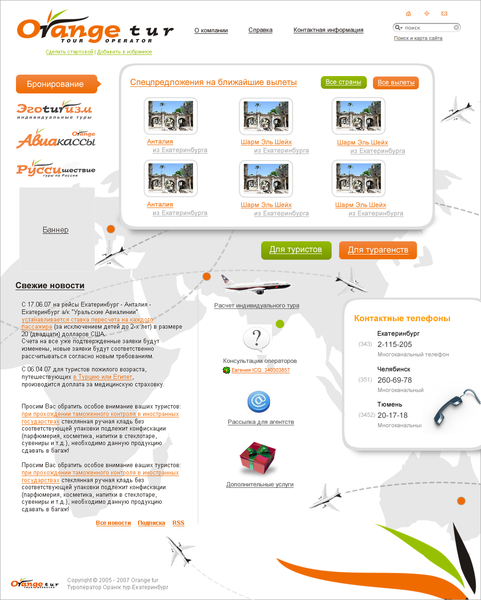 Orange tur
TOUR OPERATOR
О компании
Справка
Контактная информация
поиск
Поиск и карта сайта
Сделать стартовой | Добавить в избранное
Бронирование
Эгоtuризм
индивидуальные туры
Orange
Авиакассы
Руссишествие
туры по России
Баннер
Спецпредложения на ближайшие вылеты
Все страны
Все вылеты
Анталия
из Екатеринбурга
Шарм Эль Шейх
из Екатеринбурга
Шарм Эль Шейх
из Екатеринбурга
Анталия
из Екатеринбурга
Шарм Эль Шейх
из Екатеринбурга
Шарм Эль Шейх
из Екатеринбурга
Для туристов
Для турагенств
Свежие новости
С 17.06.07 на рейсы Екатеринбург - Анталия -
Екатеринбург а/к "Уральские Авиалинии"
устанавливается ставка пересчета на каждого
пассажира (за исключением детей до 2-х лет) в размере
20 (двадцати) долларов США.
Счета на все уже подтвержденные заявки будут
изменены, новые заявки будут соответственно
рассчитываться согласно новым требованиям.
С 06.04.07 для туристов пожилого возраста,
путешествующих в Турцию или Египет,
производится доплата за медицинскую страховку.
Просим Вас обратить особое внимание ваших туристов:
при прохождении таможенного контроля в иностранных
государствах стеклянная ручная кладь без
соответствующей упаковки подлежит конфискации
(парфюмерия, косметика, напитки в стеклотаре,
сувениры и т.д.), необходимо данную продукцию
сдавать в багаж!
Просим Вас обратить особое внимание ваших туристов:
при прохождении таможенного контроля в иностранных
государствах стеклянная ручная кладь без
соответствующей упаковки подлежит конфискации
(парфюмерия, косметика, напитки в стеклотаре,
сувениры и т.д.), необходимо данную продукцию
сдавать в багаж!
Все новости
Подписка
RSS
Расчет индивидуального тура
?
Консультации операторов
Евгения ICQ: 346003657
@
Рассылка для агентств
Дополнительные услуги
Контактные телефоны
Екатеринбург
(343) 2-115-205
Многоканальный телефон
Челябинск
(351) 260-69-78
Многоканальный
Тюмень
(3452) 20-17-18
Многоканальны
Orange tur
Copyright © 2005 - 2007 Orange tur
Туроператор Оранж тур Екатеринбург